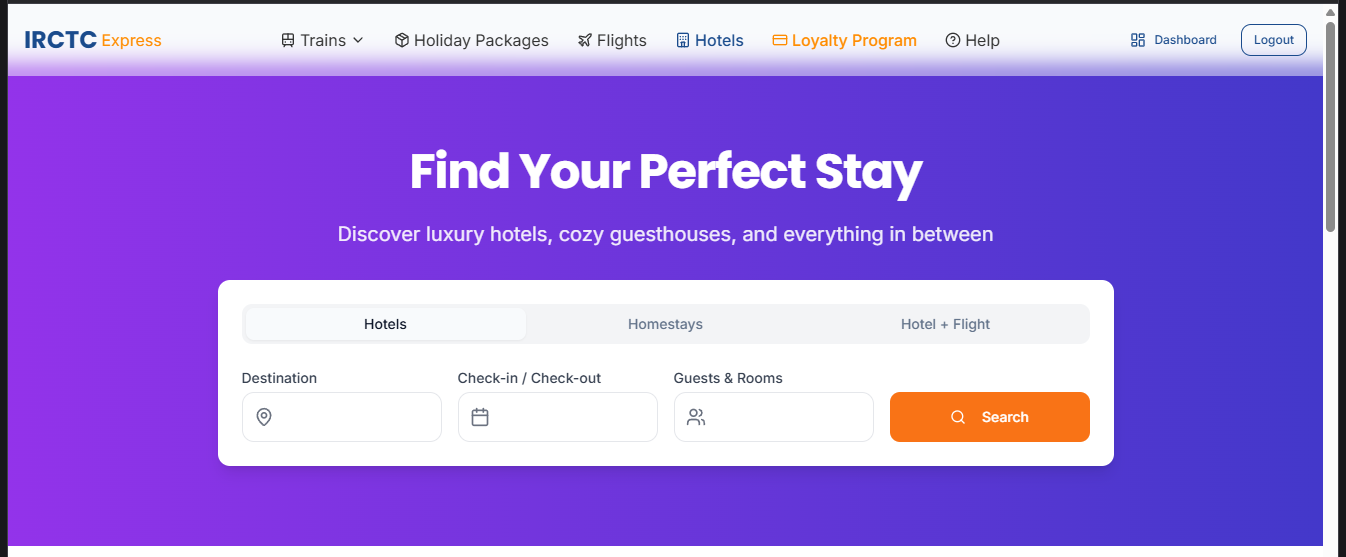 IRCTC Express Trains Holiday Packages Flights Hotels Loyalty Program Help Dashboard Logout
Find Your Perfect Stay
Discover luxury hotels, cozy guesthouses, and everything in between
Hotels Homestays Hotel + Flight
Destination Check-in / Check-out Guests & Rooms
Search